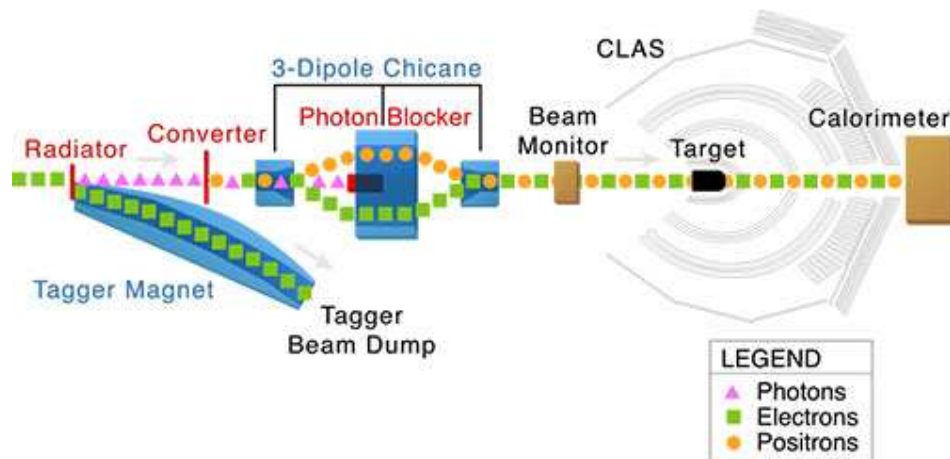 CLAS
3-Dipole Chicane
Photon Blocker
Converter
Radiator
Beam
Monitor
Target
Calorimeter
Tagger Magnet
Tagger
Beam Dump
LEGEND
Photons
Electrons
Positrons